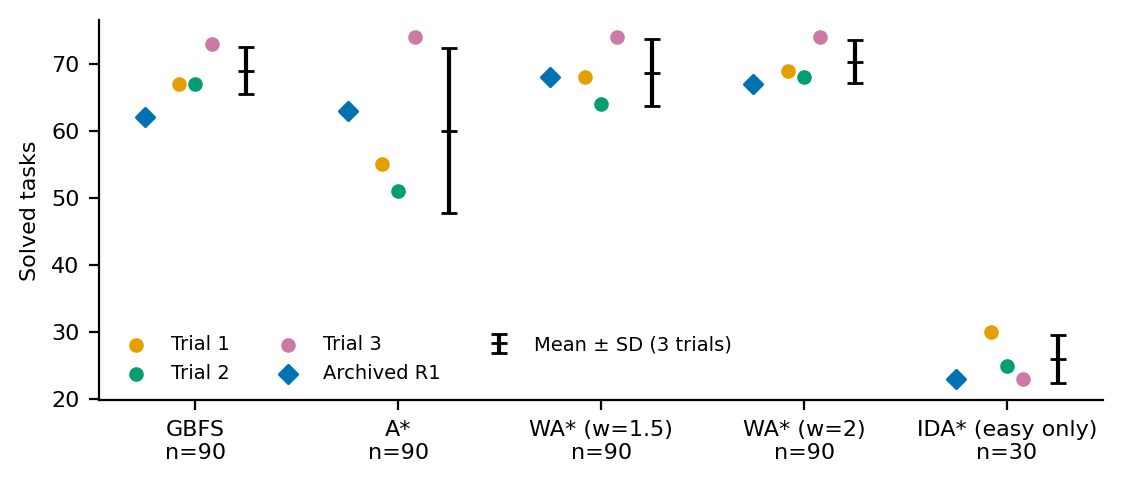 Solved tasks
70
60
50
40
30
20
Trial 1
Trial 2
Trial 3
Archived R1
Mean ± SD (3 trials)
GBFS
n=90
A*
n=90
WA* (w=1.5)
n=90
WA* (w=2)
n=90
IDA* (easy only)
n=30